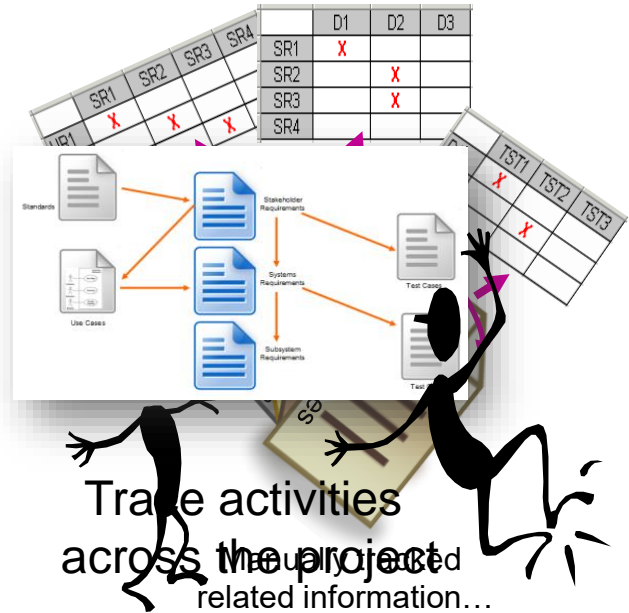 SR1 SR2 SR3 SR4
UR1 X X X
D1 D2 D3
SR1 X
SR2 X
SR3 X
SR4
TST1 TST2 TST3
X
X
Standards
Stakeholder
Requirements
Test Cases
Use Cases
Systems
Requirements
Subsystem
Requirements
Test
Trace activities
across the project
Manually tracked
related information…